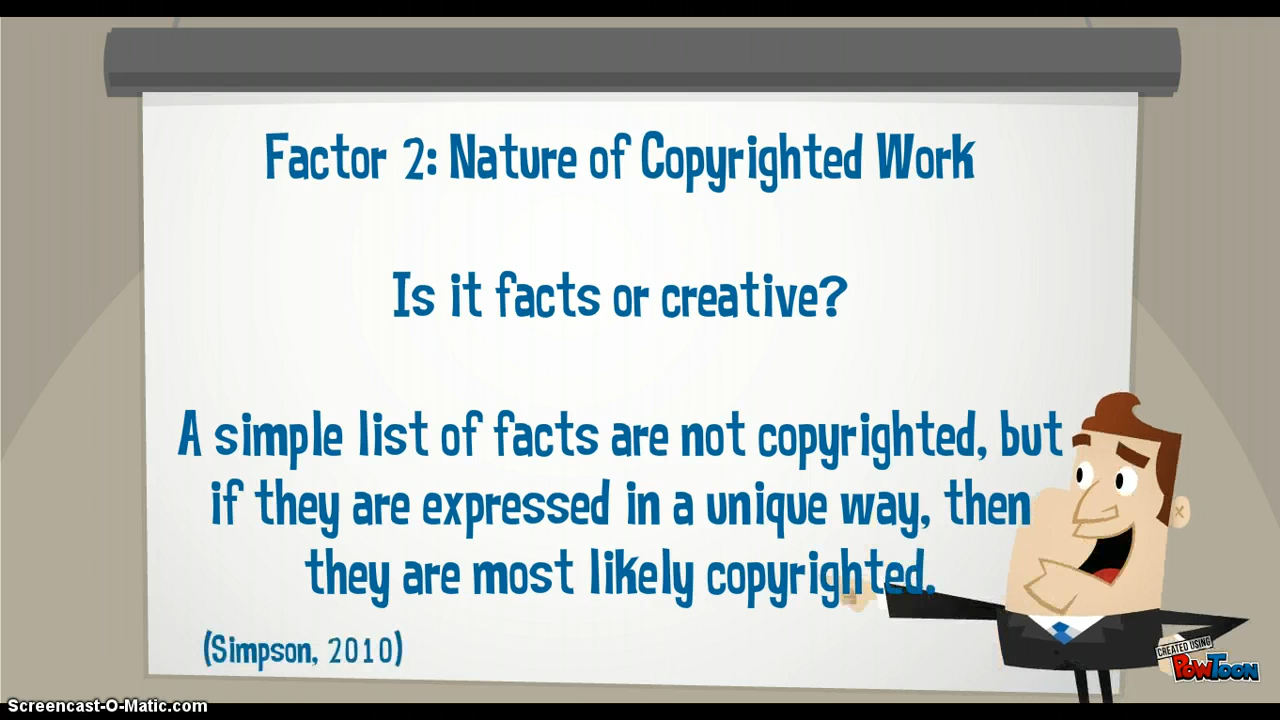 Factor 2: Nature of Copyrighted Work
Is it facts or creative?
A simple list of facts are not copyrighted, but
if they are expressed in a unique way, then
they are most likely copyrighted.
(Simpson, 2010)
CREATED USING
PowToon
Screencast-O-Matic.com